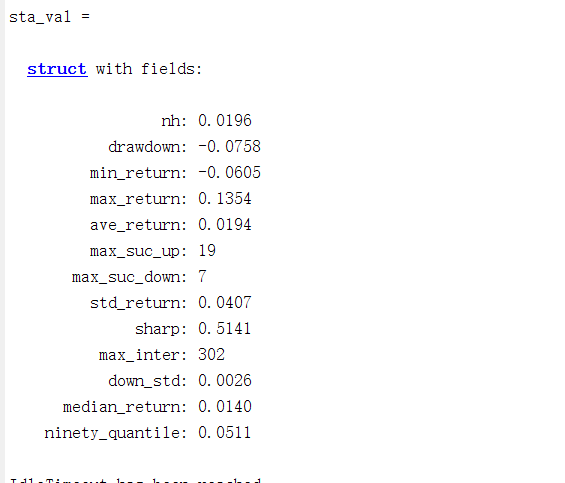 sta_val =
struct with fields:
nh: 0.0196
drawdown: -0.0758
min_return: -0.0605
max_return: 0.1354
ave_return: 0.0194
max_suc_up: 19
max_suc_down: 7
std_return: 0.0407
sharp: 0.5141
max_inter: 302
down_std: 0.0026
median_return: 0.0140
ninety_quantile: 0.0511
IdleTimeout has been reached